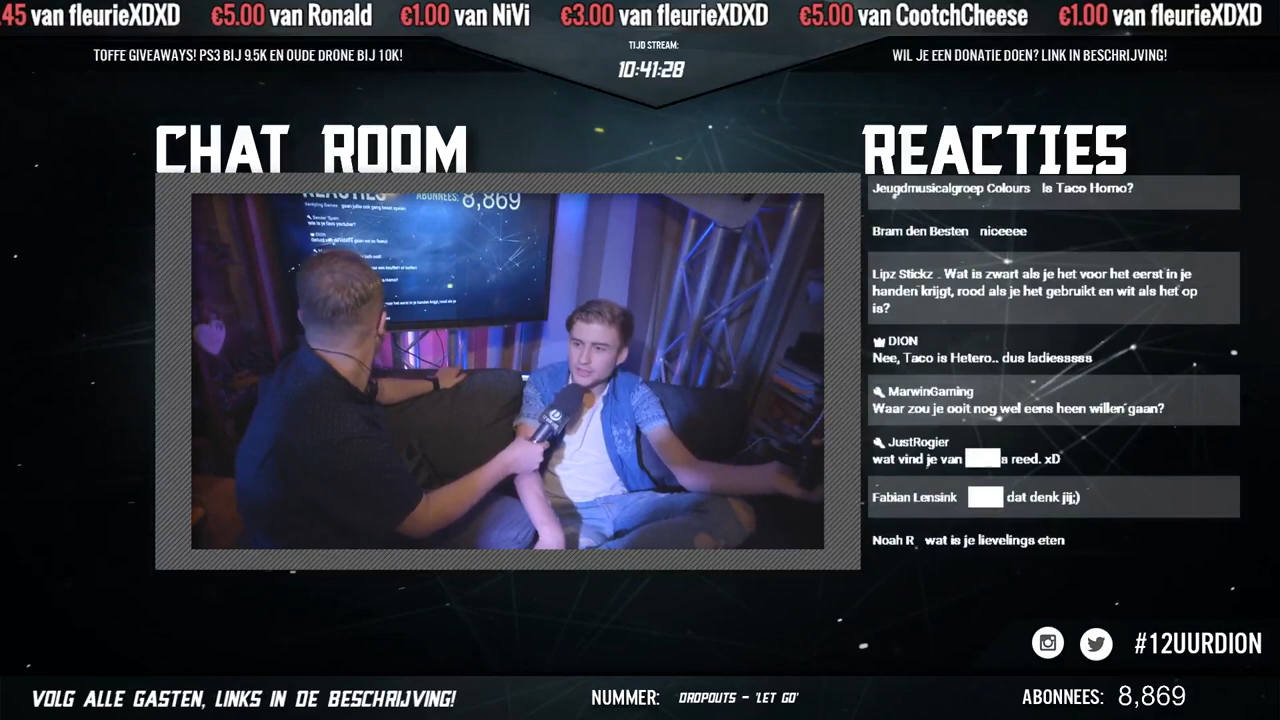 .45 van fleurieXDXD €5.00 van Ronald €1.00 van NiVi €3.00 van fleurieXDXD €5.00 van CootchCheese €1.00 van fleurieXDXD
TOFFE GIVEAWAYS! PS3 BIJ 9.5K EN OUDE DRONE BIJ 10K!
TIJD STREAM:
10:41:28
WIL JE EEN DONATIE DOEN? LINK IN BESCHRIJVING!
CHAT ROOM
REACTIES
ABONNEES: 8,869
Jeugdmusicalgroep Colours Is Taco Homo?
Bram den Besten niceeee
Lipz Stickz Wat is zwart als je het voor het eerst in je
handen krijgt, rood als je het gebruikt en wit als het op
is?
DION
Nee, Taco is Hetero.. dus ladiesssss
MarwinGaming
Waar zou je ooit nog wel eens heen willen gaan?
JustRogier
wat vind je van s reed. xD
Fabian Lensink dat denk jij;)
Noah R wat is je lievelings eten
#12UURDION
VOLG ALLE GASTEN, LINKS IN DE BESCHRIJVING!
NUMMER: DROPOUTS - 'LET GO'
ABONNEES: 8,869